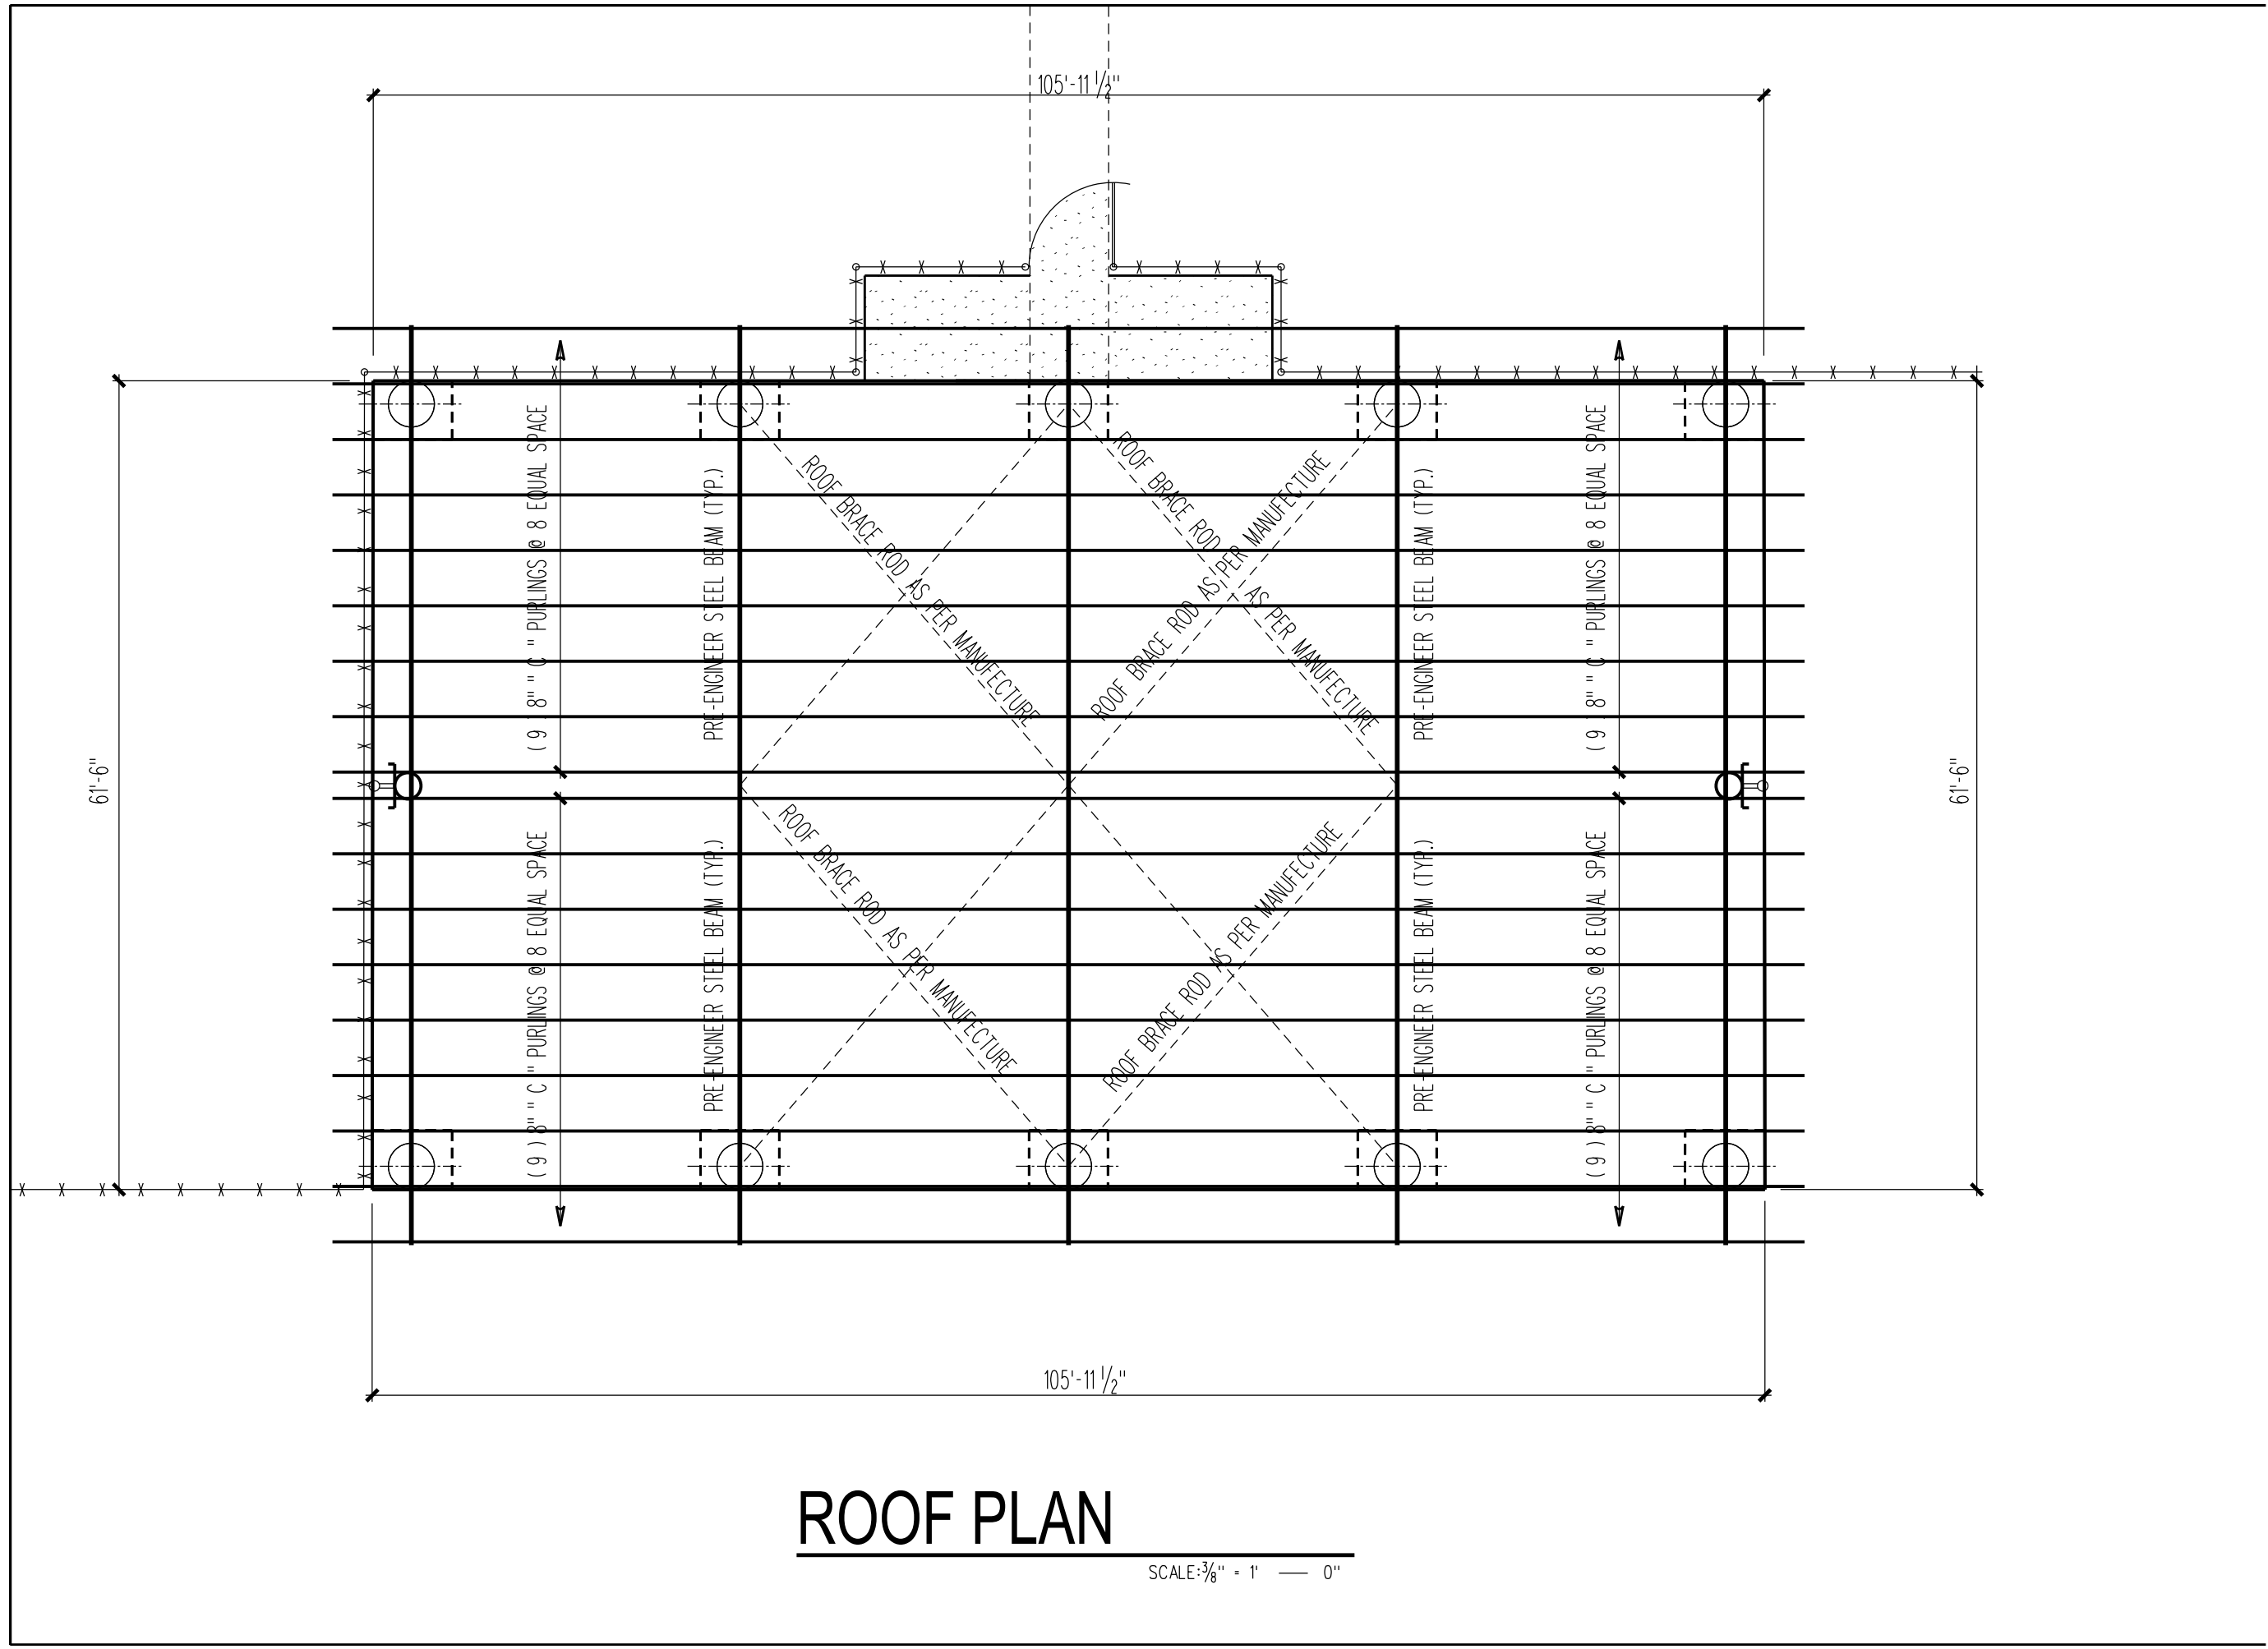 105'-11 1/2"
ROOF BRACE ROD AS PER MANUFECTURE
ROOF BRACE ROD AS PER MANUFECTURE
ROOF BRACE ROD AS PER MANUFECTURE
( 9 ) 8" " C " PURLINGS @ 8 EQUAL SPACE
PRE-ENGINEER STEEL BEAM (TYP.)
PRE-ENGINEER STEEL BEAM (TYP.)
( 9 ) 8" " C " PURLINGS @ 8 EQUAL SPACE
61'-6"
61'-6"
ROOF BRACE ROD AS PER MANUFECTURE
ROOF BRACE ROD AS PER MANUFECTURE
( 9 ) 8" " C " PURLINGS @ 8 EQUAL SPACE
PRE-ENGINEER STEEL BEAM (TYP.)
PRE-ENGINEER STEEL BEAM (TYP.)
( 9 ) 8" " C " PURLINGS @ 8 EQUAL SPACE
105'-11 1/2"
ROOF PLAN
SCALE:3/8" = 1' — 0"